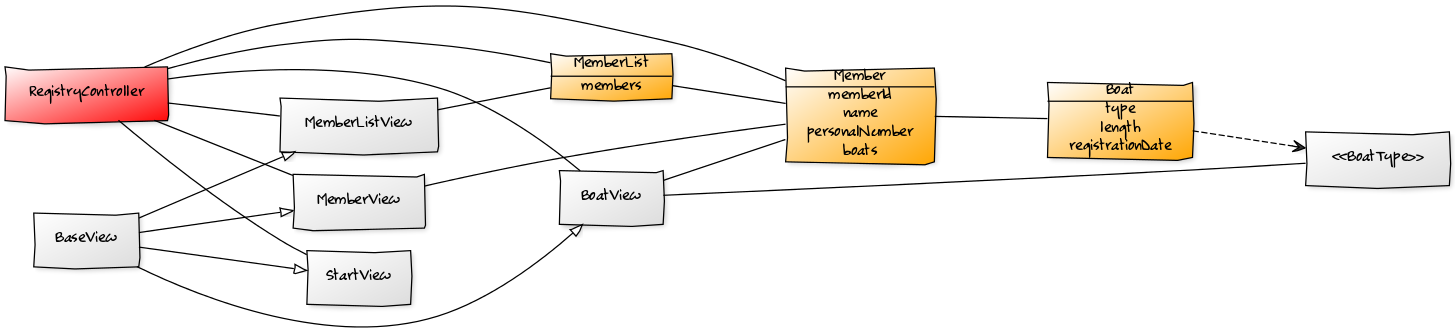 RegistryController
BaseView
MemberListView
MemberView
StartView
MemberList
members
BoatView
Member
memberId
name
personalNumber
boats
Boat
type
length
registrationDate
<<BoatType>>